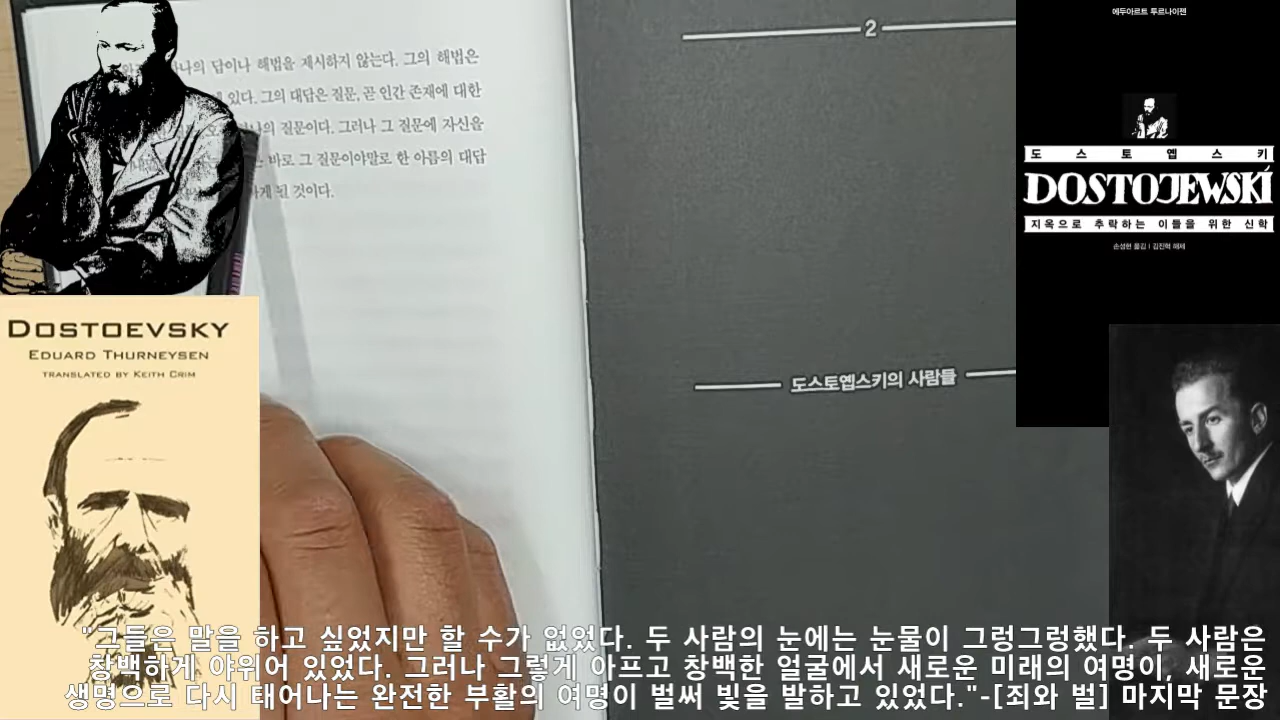 나의 답이나 해법을 제시하지 않는다. 그의 해법은
있다. 그의 대답은 질문, 곧 인간 존재에 대한
나의 질문이다. 그러나 그 질문에 자신을
바로 그 질문이야말로 한 아름의 대답
하게 된 것이다.
2
도스토옙스키의 사람들
에두아르트 투르나이젠
도스토옙스키
DOSTOJEWSKI
지옥으로 추락하는 이들을 위한 신학
손성현 옮김 | 김진혁 해제
DOSTOEVSKY
EDUARD THURNEYSEN
TRANSLATED BY KEITH CRIM
"그들은 말을 하고 싶었지만 할 수가 없었다. 두 사람의 눈에는 눈물이 그렁그렁했다. 두 사람은
창백하게 야위어 있었다. 그러나 그렇게 아프고 창백한 얼굴에서 새로운 미래의 여명이, 새로운
생명으로 다시 태어나는 완전한 부활의 여명이 벌써 빛을 발하고 있었다."-[죄와 벌] 마지막 문장